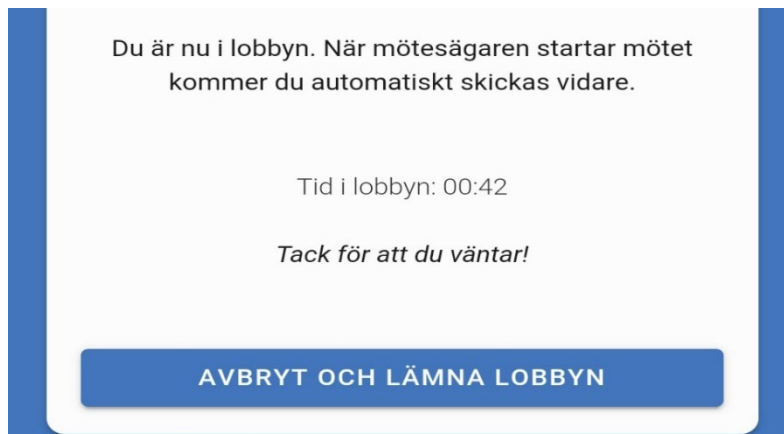 Du är nu i lobbyn. När mötesägaren startar mötet
kommer du automatiskt skickas vidare.
Tid i lobbyn: 00:42
Tack för att du väntar!
AVBRYT OCH LÄMNA LOBBYN